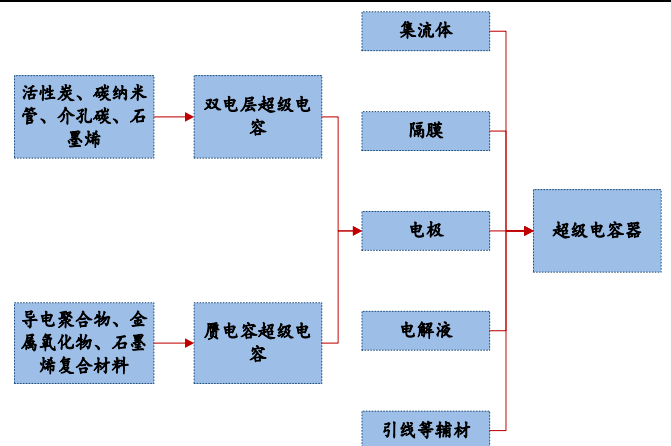 集流体
活性炭、碳纳米
管、介孔碳、石
墨烯
双电层超级电
容
隔膜
电极
超级电容器
导电聚合物、金
属氧化物、石墨
烯复合材料
赝电容超级电
容
电解液
引线等辅材